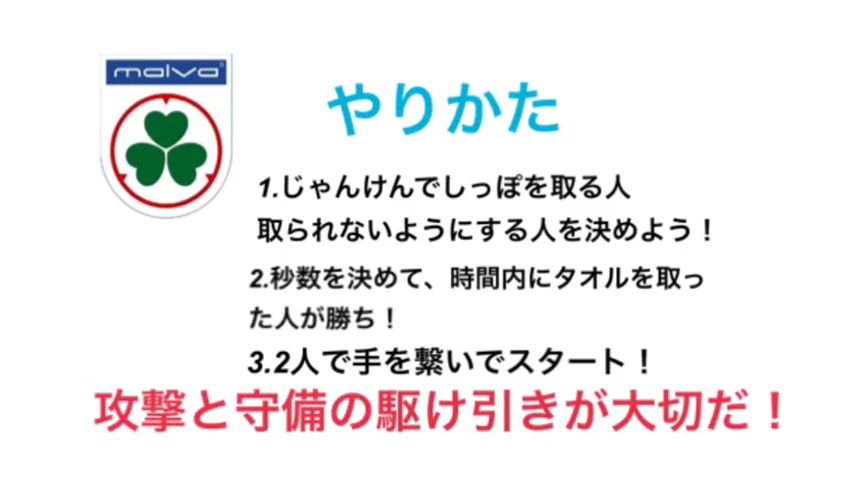 malva
やりかた
1.じゃんけんでしっぽを取る人
取られないようにする人を決めよう！
2.秒数を決めて、時間内にタオルを取っ
た人が勝ち！
3.2人で手を繋いでスタート！
攻撃と守備の駆け引きが大切だ！